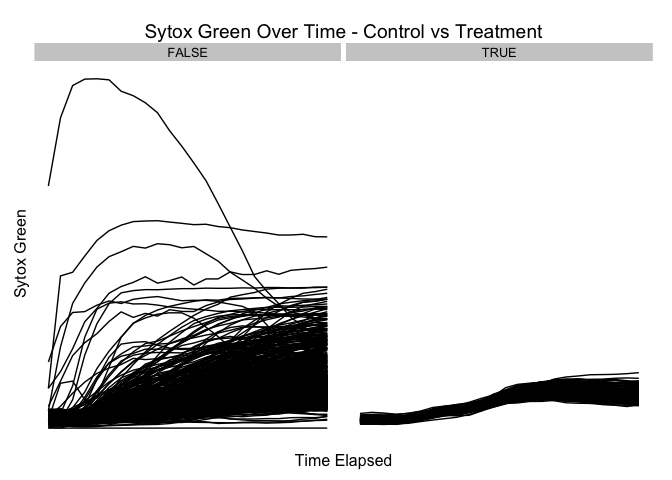 Sytox Green Over Time - Control vs Treatment
FALSE
TRUE
Sytox Green
Time Elapsed